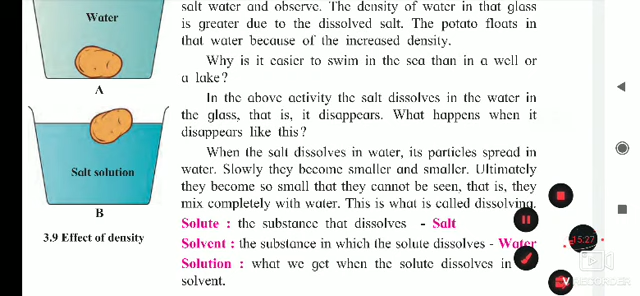 Water
A
Salt solution
B
3.9 Effect of density
salt water and observe. The density of water in that glass
is greater due to the dissolved salt. The potato floats in
that water because of the increased density.
Why is it easier to swim in the sea than in a well or
a lake?
In the above activity the salt dissolves in the water in
the glass, that is, it disappears. What happens when it
disappears like this?
When the salt dissolves in water, its particles spread in
water. Slowly they become smaller and smaller. Ultimately
they become so small that they cannot be seen, that is, they
mix completely with water. This is what is called dissolving.
Solute : the substance that dissolves - Salt
Solvent : the substance in which the solute dissolves - Water
Solution : what we get when the solute dissolves in
solvent.
15:27
RECORDER